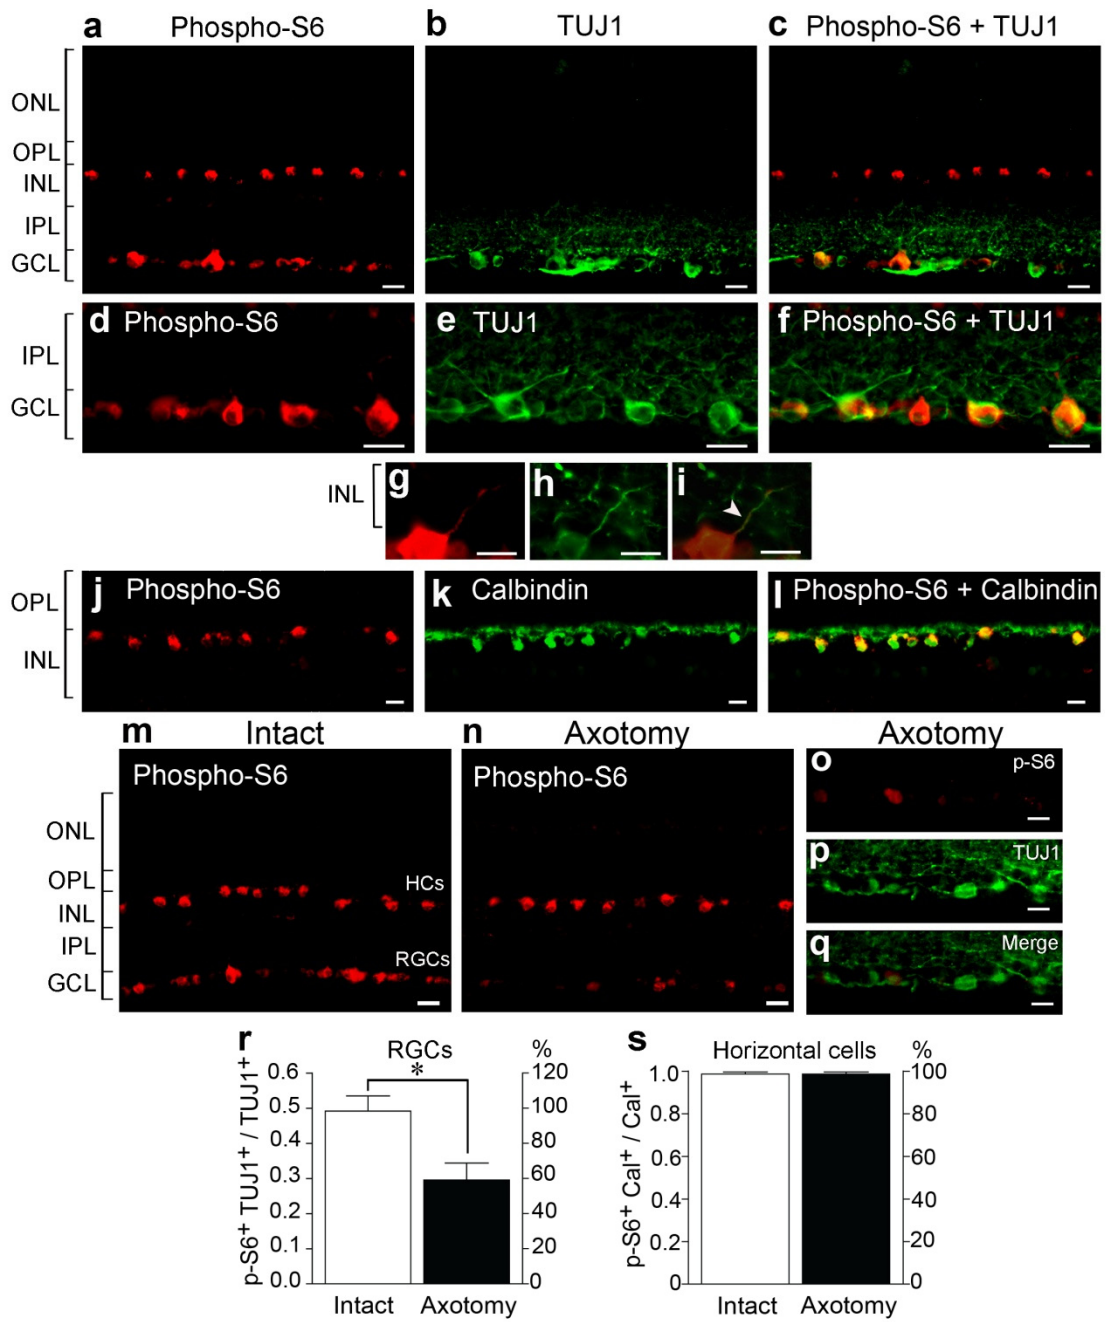 a Phospho-S6 b TUJ1 c Phospho-S6 + TUJ1
ONL
OPL
INL
IPL
GCL
d Phospho-S6 e TUJ1 f Phospho-S6 + TUJ1
IPL
GCL
g h i
INL
j Phospho-S6 k Calbindin l Phospho-S6 + Calbindin
OPL
INL
m Intact n Axotomy Axotomy
Phospho-S6 Phospho-S6
o p-S6
p TUJ1
q Merge
ONL
OPL
INL
IPL
GCL
HCs
RGCs
r RGCs %
p-S6+ TUJ1+ / TUJ1+
0.6 120
0.5 100
0.4 80
0.3 60
0.2 40
0.1 20
0.0 0
*
Intact Axotomy
s Horizontal cells %
p-S6+ Cal+ / Cal+
1.0 100
0.8 80
0.6 60
0.4 40
0.2 20
0 0
Intact Axotomy